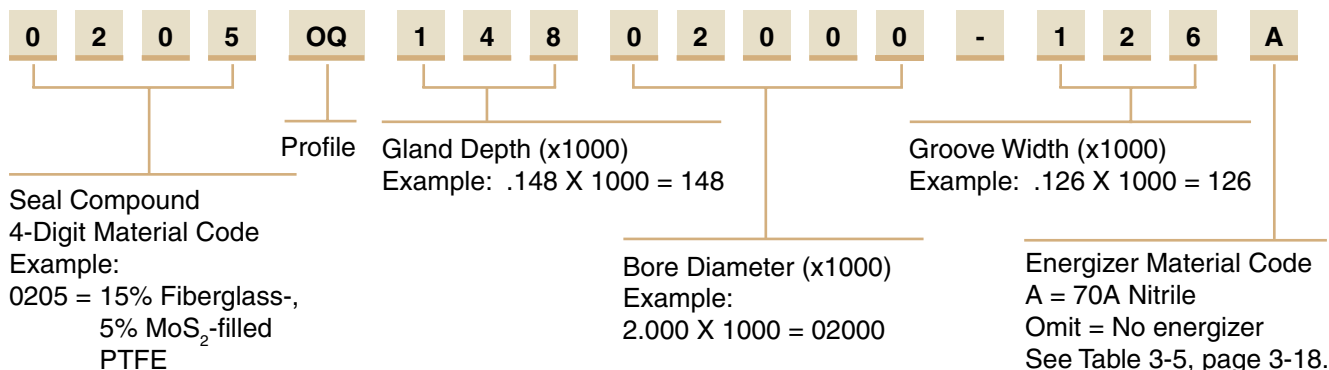 0 2 0 5 OQ 1 4 8 0 2 0 0 0 - 1 2 6 A
Profile
Gland Depth (x1000)
Example: .148 X 1000 = 148
Groove Width (x1000)
Example: .126 X 1000 = 126
Seal Compound
4-Digit Material Code
Example:
0205 = 15% Fiberglass-,
5% MoS₂-filled
PTFE
Bore Diameter (x1000)
Example:
2.000 X 1000 = 02000
Energizer Material Code
A = 70A Nitrile
Omit = No energizer
See Table 3-5, page 3-18.